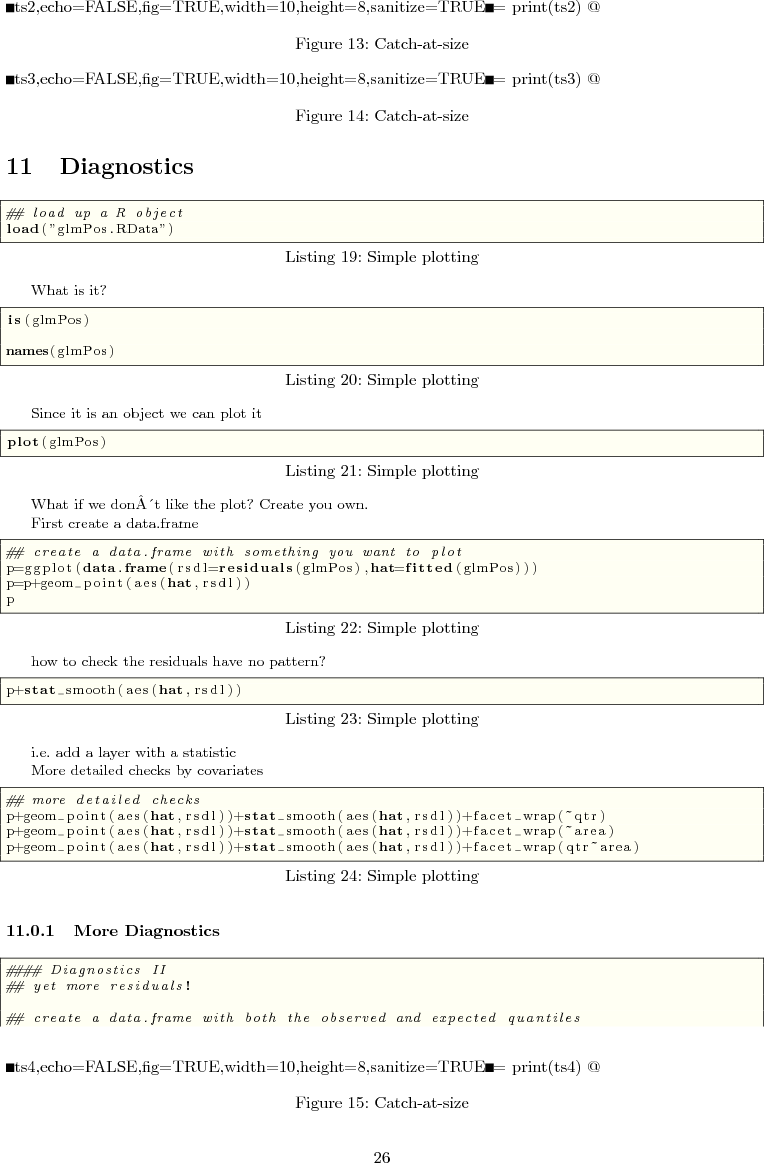 ■ts2,echo=FALSE,fig=TRUE,width=10,height=8,sanitize=TRUE■= print(ts2) @
Figure 13: Catch-at-size
■ts3,echo=FALSE,fig=TRUE,width=10,height=8,sanitize=TRUE■= print(ts3) @
Figure 14: Catch-at-size
11 Diagnostics
## load up a R object
load("glmPos.RData")
Listing 19: Simple plotting
What is it?
is(glmPos)
names(glmPos)
Listing 20: Simple plotting
Since it is an object we can plot it
plot(glmPos)
Listing 21: Simple plotting
What if we donÂ´t like the plot? Create you own.
First create a data.frame
## create a data.frame with something you want to plot
p=ggplot(data.frame(rsdl=residuals(glmPos),hat=fitted(glmPos)))
p=p+geom_point(aes(hat,rsdl))
p
Listing 22: Simple plotting
how to check the residuals have no pattern?
p+stat_smooth(aes(hat,rsdl))
Listing 23: Simple plotting
i.e. add a layer with a statistic
More detailed checks by covariates
## more detailed checks
p+geom_point(aes(hat,rsdl))+stat_smooth(aes(hat,rsdl))+facet_wrap(~qtr)
p+geom_point(aes(hat,rsdl))+stat_smooth(aes(hat,rsdl))+facet_wrap(~area)
p+geom_point(aes(hat,rsdl))+stat_smooth(aes(hat,rsdl))+facet_wrap(qtr~area)
Listing 24: Simple plotting
11.0.1 More Diagnostics
#### Diagnostics II
## yet more residuals!
## create a data.frame with both the observed and expected quantiles
■ts4,echo=FALSE,fig=TRUE,width=10,height=8,sanitize=TRUE■= print(ts4) @
Figure 15: Catch-at-size
26